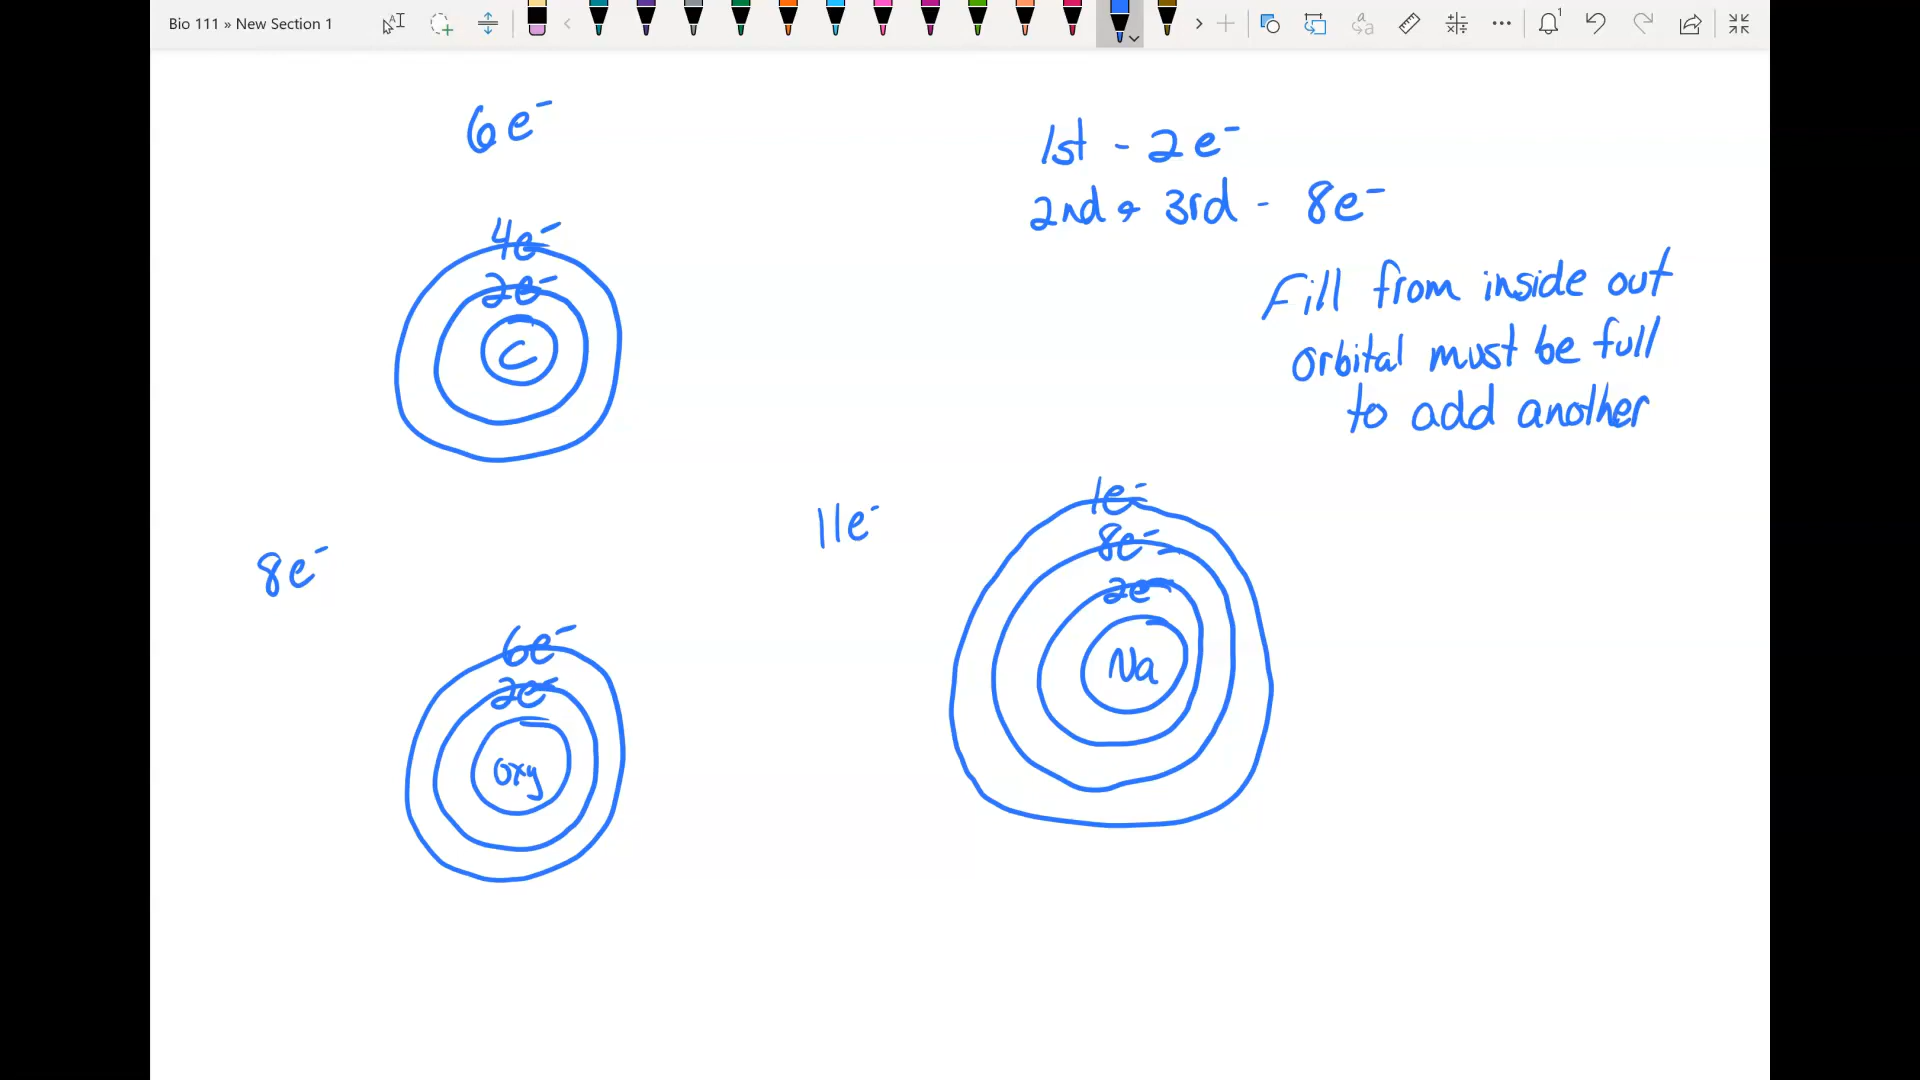 Bio 111 » New Section 1
6e⁻
1st - 2e⁻
2nd & 3rd - 8e⁻
Fill from inside out
orbital must be full
to add another
4e⁻
2e⁻
C
11e⁻
1e⁻
8e⁻
2e⁻
Na
8e⁻
6e⁻
2e⁻
oxy